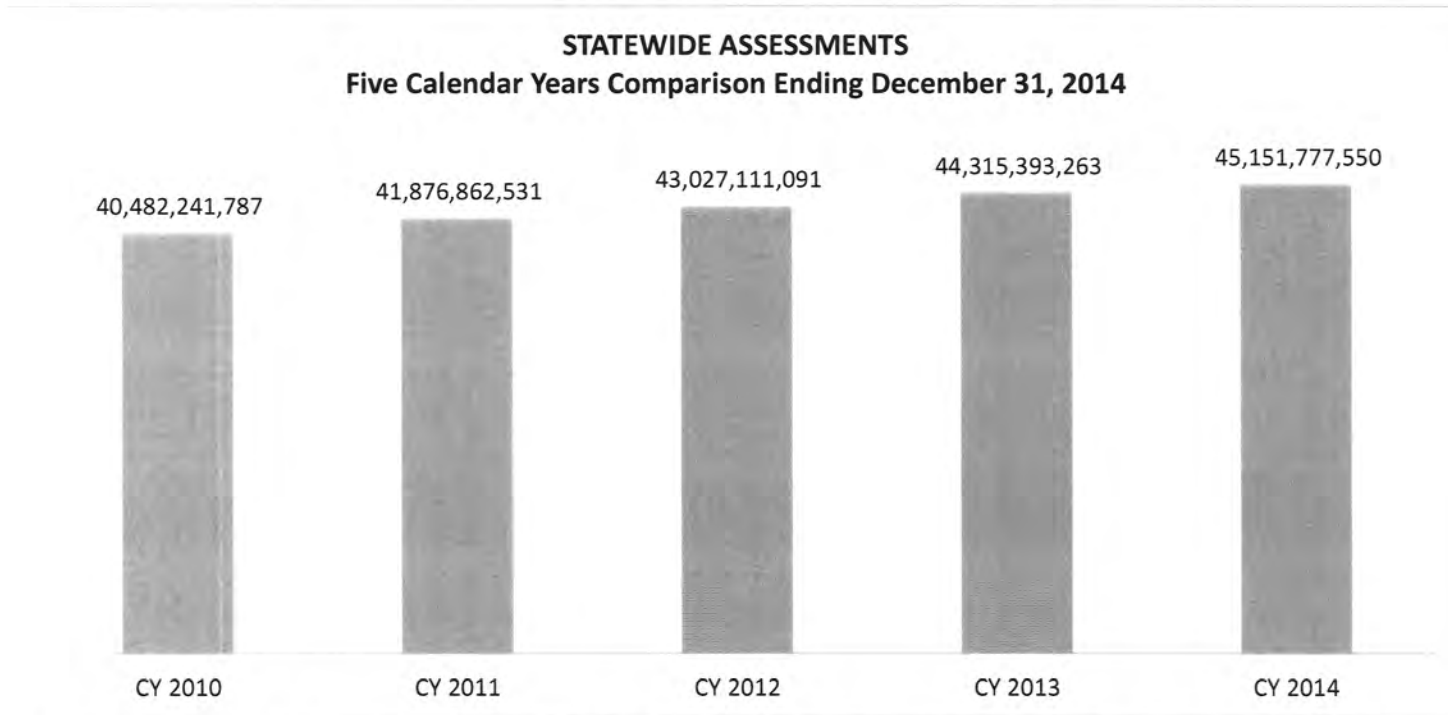 STATEWIDE ASSESSMENTS
Five Calendar Years Comparison Ending December 31, 2014
40,482,241,787
41,876,862,531
43,027,111,091
44,315,393,263
45,151,777,550
CY 2010
CY 2011
CY 2012
CY 2013
CY 2014